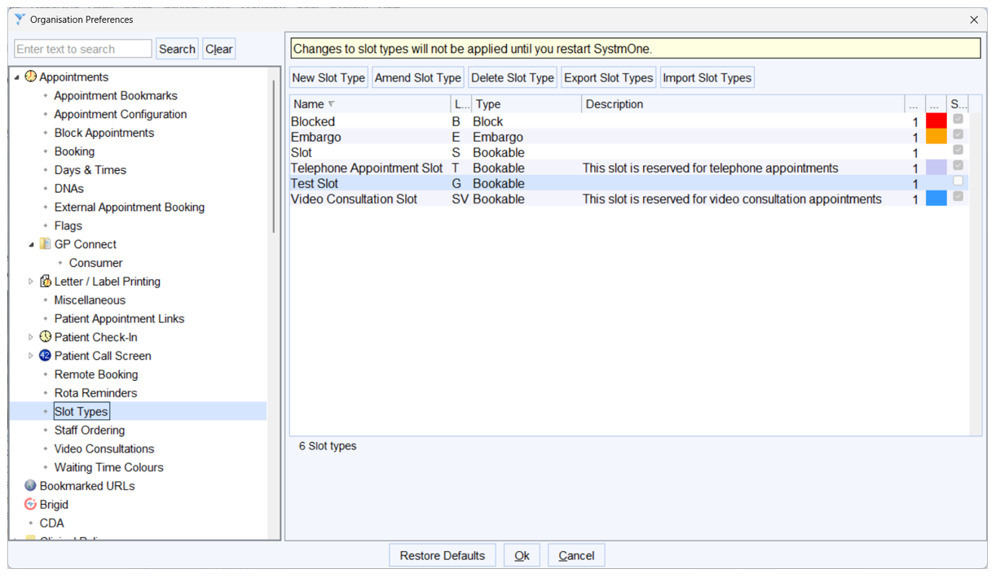 Organisation Preferences
Enter text to search Search Clear
Changes to slot types will not be applied until you restart SystmOne.
New Slot Type Amend Slot Type Delete Slot Type Export Slot Types Import Slot Types
Name L... Type Description ... ... S...
Blocked B Block 1
Embargo E Embargo 1
Slot S Bookable 1
Telephone Appointment Slot T Bookable This slot is reserved for telephone appointments 1
Test Slot G Bookable 1
Video Consultation Slot SV Bookable This slot is reserved for video consultation appointments 1
6 Slot types
Appointments
Appointment Bookmarks
Appointment Configuration
Block Appointments
Booking
Days & Times
DNAs
External Appointment Booking
Flags
GP Connect
Consumer
Letter / Label Printing
Miscellaneous
Patient Appointment Links
Patient Check-In
42 Patient Call Screen
Remote Booking
Rota Reminders
Slot Types
Staff Ordering
Video Consultations
Waiting Time Colours
Bookmarked URLs
Brigid
CDA
Restore Defaults Ok Cancel